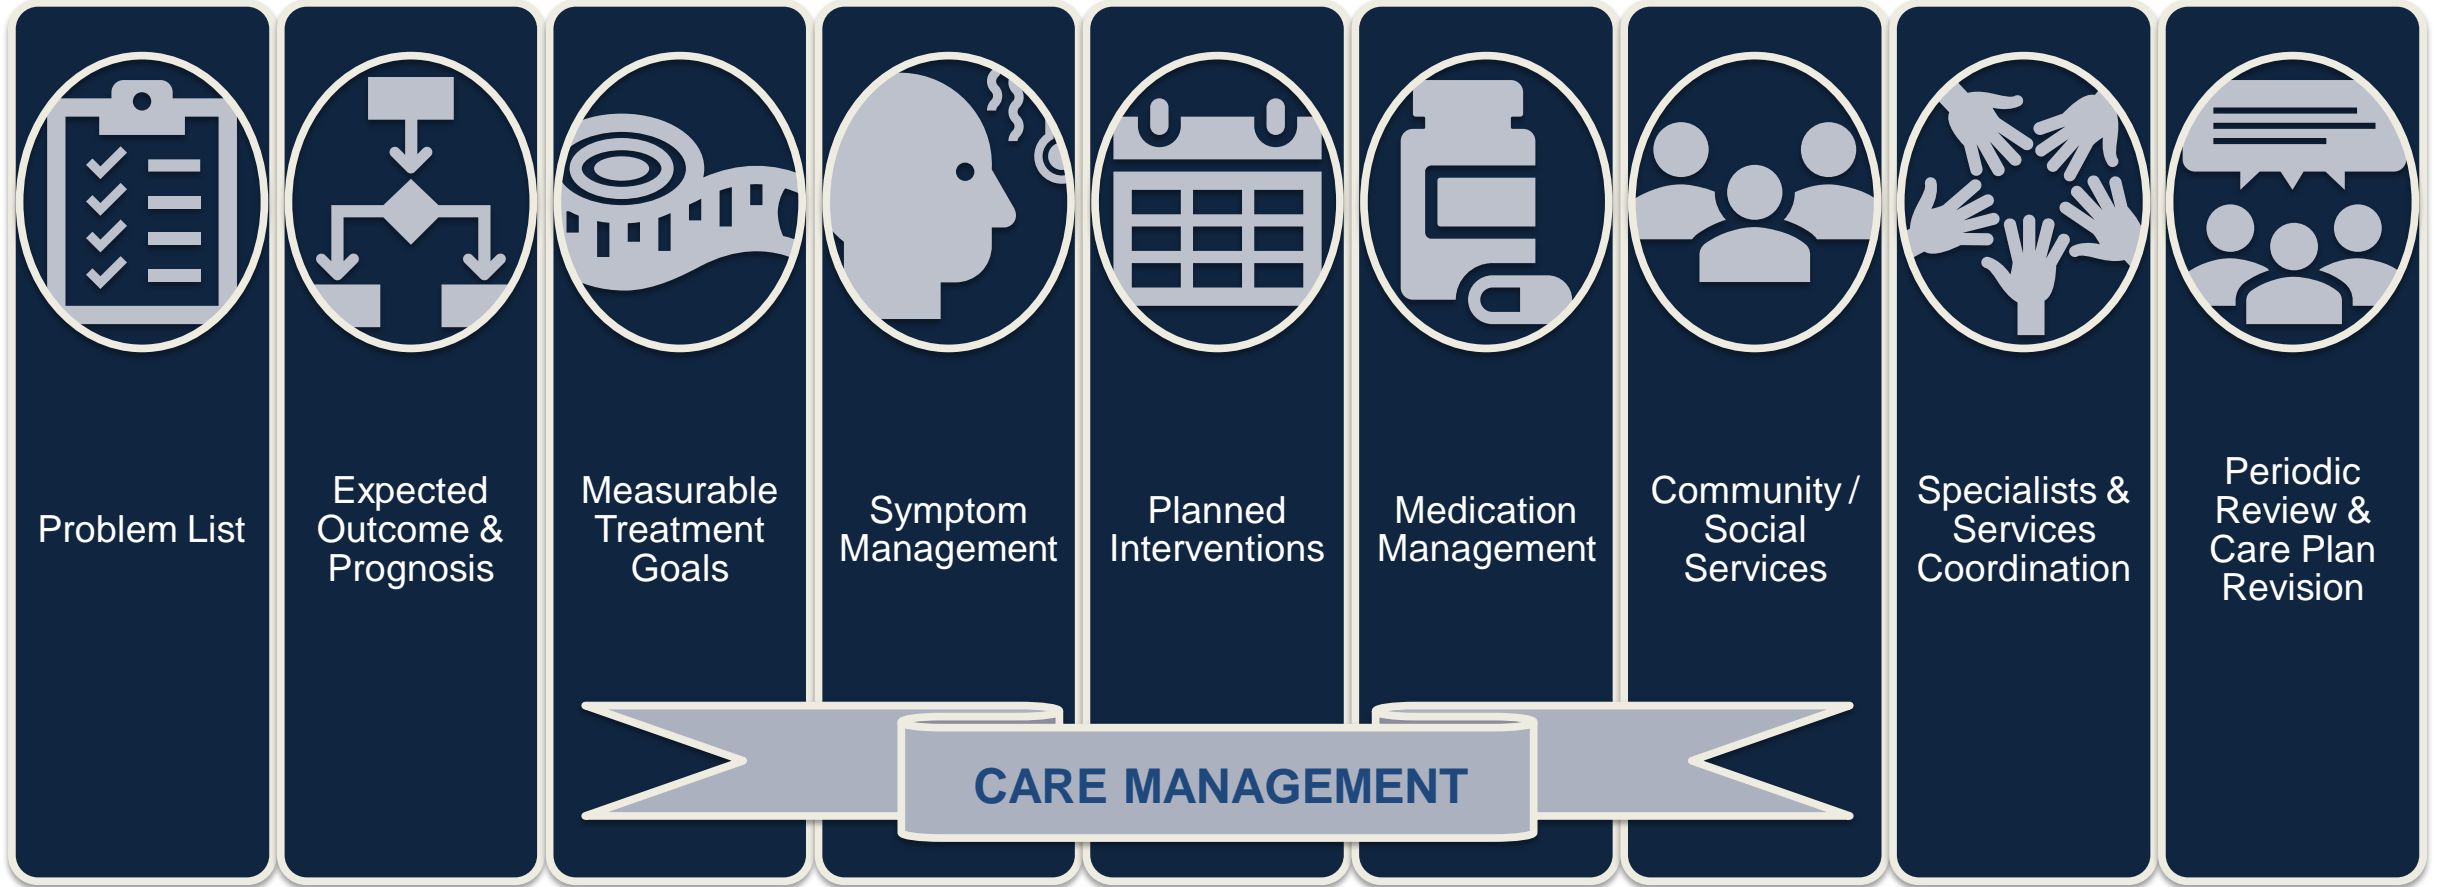 Problem List
Expected
Outcome &
Prognosis
Measurable
Treatment
Goals
Symptom
Management
Planned
Interventions
Medication
Management
Community /
Social
Services
Specialists &
Services
Coordination
Periodic
Review &
Care Plan
Revision
CARE MANAGEMENT